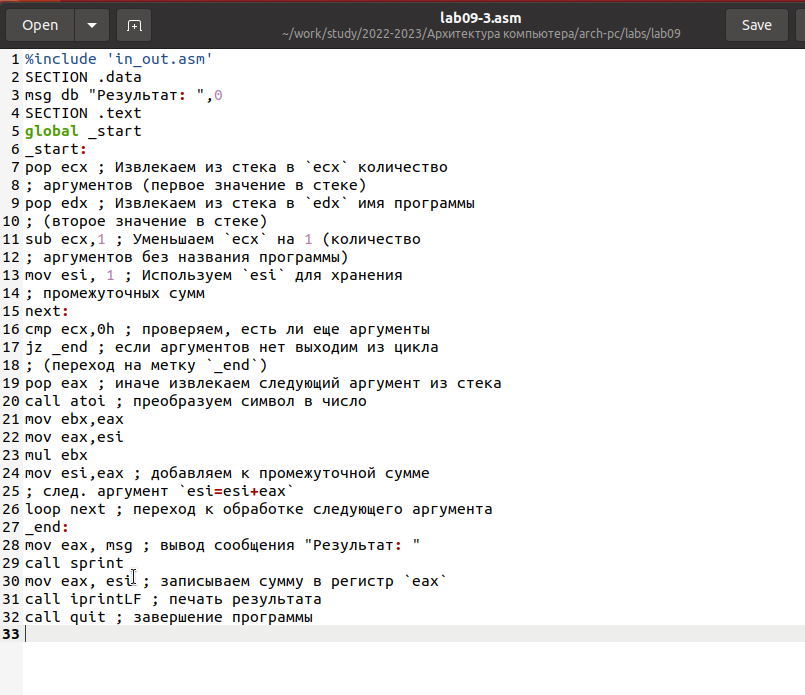 Open
lab09-3.asm
~/work/study/2022-2023/Архитектура компьютера/arch-pc/labs/lab09
Save
1 %include 'in_out.asm'
2 SECTION .data
3 msg db "Результат: ",0
4 SECTION .text
5 global _start
6 _start:
7 pop ecx ; Извлекаем из стека в `ecx` количество
8 ; аргументов (первое значение в стеке)
9 pop edx ; Извлекаем из стека в `edx` имя программы
10 ; (второе значение в стеке)
11 sub ecx,1 ; Уменьшаем `ecx` на 1 (количество
12 ; аргументов без названия программы)
13 mov esi, 1 ; Используем `esi` для хранения
14 ; промежуточных сумм
15 next:
16 cmp ecx,0h ; проверяем, есть ли еще аргументы
17 jz _end ; если аргументов нет выходим из цикла
18 ; (переход на метку `_end`)
19 pop eax ; иначе извлекаем следующий аргумент из стека
20 call atoi ; преобразуем символ в число
21 mov ebx,eax
22 mov eax,esi
23 mul ebx
24 mov esi,eax ; добавляем к промежуточной сумме
25 ; след. аргумент `esi=esi+eax`
26 loop next ; переход к обработке следующего аргумента
27 _end:
28 mov eax, msg ; вывод сообщения "Результат: "
29 call sprint
30 mov eax, esi ; записываем сумму в регистр `eax`
31 call iprintLF ; печать результата
32 call quit ; завершение программы
33